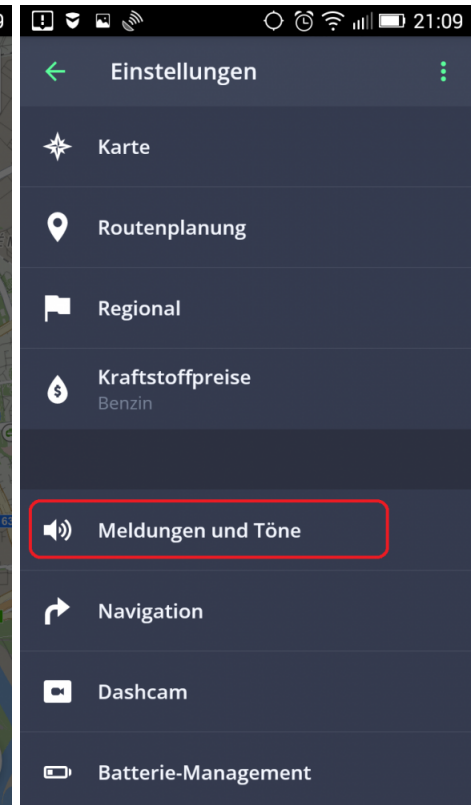 21:09
Einstellungen
Karte
Routenplanung
Regional
Kraftstoffpreise
Benzin
Meldungen und Töne
Navigation
Dashcam
Batterie-Management